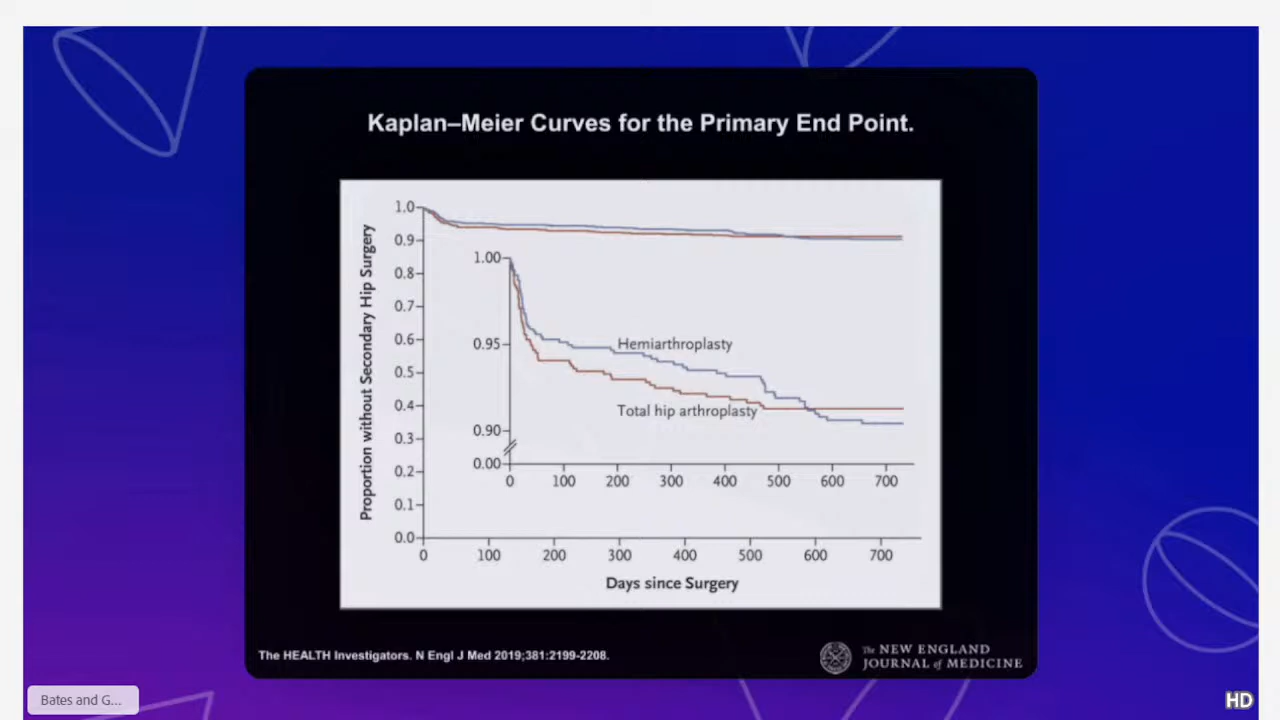 Kaplan–Meier Curves for the Primary End Point.
Proportion without Secondary Hip Surgery
1.0
0.9
0.8
0.7
0.6
0.5
0.4
0.3
0.2
0.1
0.0
0 100 200 300 400 500 600 700
Days since Surgery
1.00
0.95
0.90
0.00
Hemiarthroplasty
Total hip arthroplasty
0 100 200 300 400 500 600 700
The HEALTH Investigators. N Engl J Med 2019;381:2199-2208.
The NEW ENGLAND
JOURNAL of MEDICINE
Bates and G...
HD